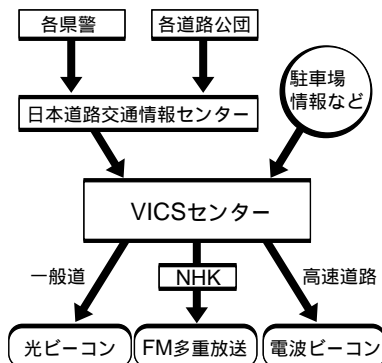 各県警
各道路公団
駐車場
情報など
日本道路交通情報センター
VICSセンター
一般道
NHK
高速道路
光ビーコン
FM多重放送
電波ビーコン